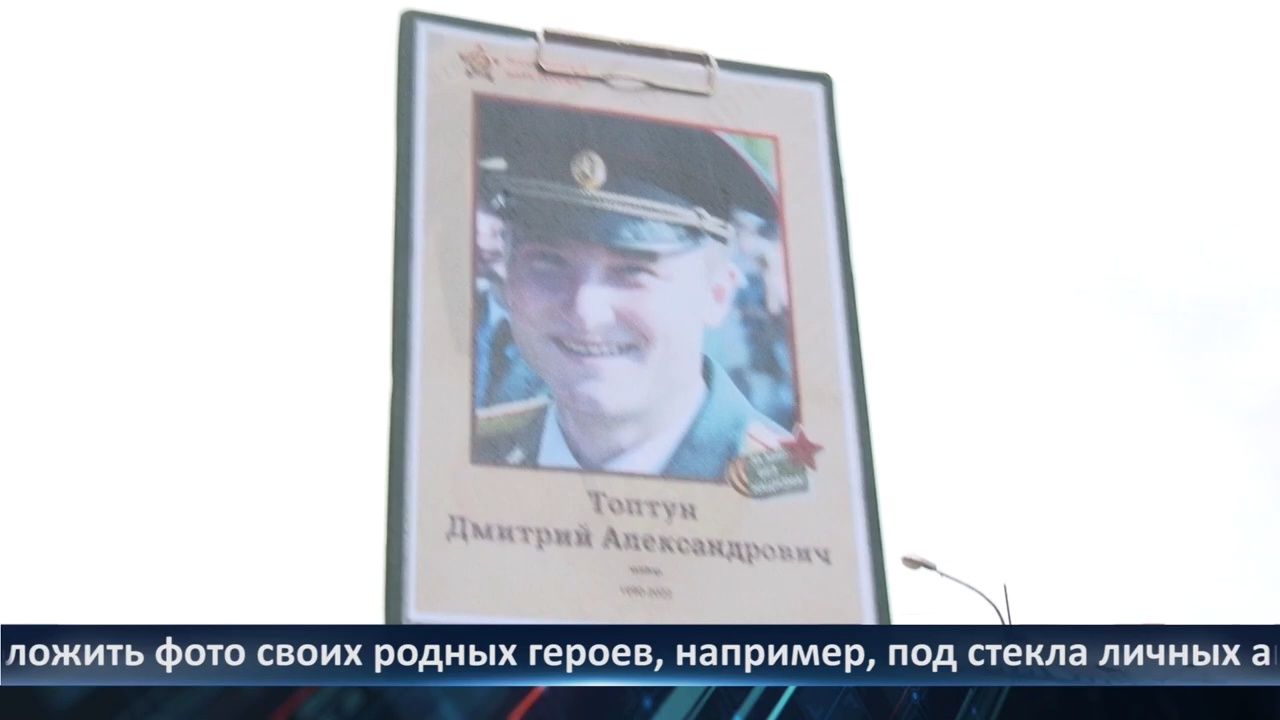 Топтун
Дмитрий Александрович
ложить фото своих родных героев, например, под стекла личных а